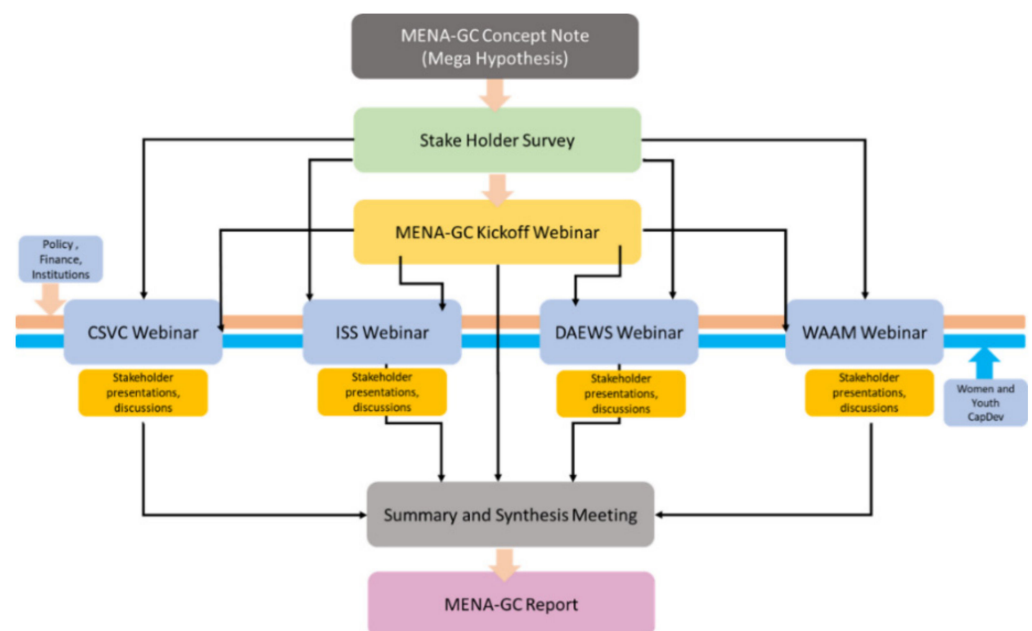 MENA-GC Concept Note
(Mega Hypothesis)
Stake Holder Survey
MENA-GC Kickoff Webinar
Policy ,
Finance,
Institutions
CSVC Webinar
ISS Webinar
DAEWS Webinar
WAAM Webinar
Stakeholder
presentations,
discussions
Stakeholder
presentations,
discussions
Stakeholder
presentations,
discussions
Stakeholder
presentations,
discussions
Women and
Youth
CapDev
Summary and Synthesis Meeting
MENA-GC Report